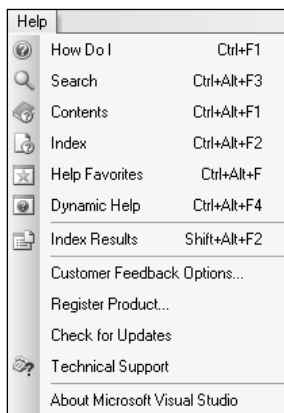 Help
How Do I Ctrl+F1
Search Ctrl+Alt+F3
Contents Ctrl+Alt+F1
Index Ctrl+Alt+F2
Help Favorites Ctrl+Alt+F
Dynamic Help Ctrl+Alt+F4
Index Results Shift+Alt+F2
Customer Feedback Options...
Register Product...
Check for Updates
Technical Support
About Microsoft Visual Studio